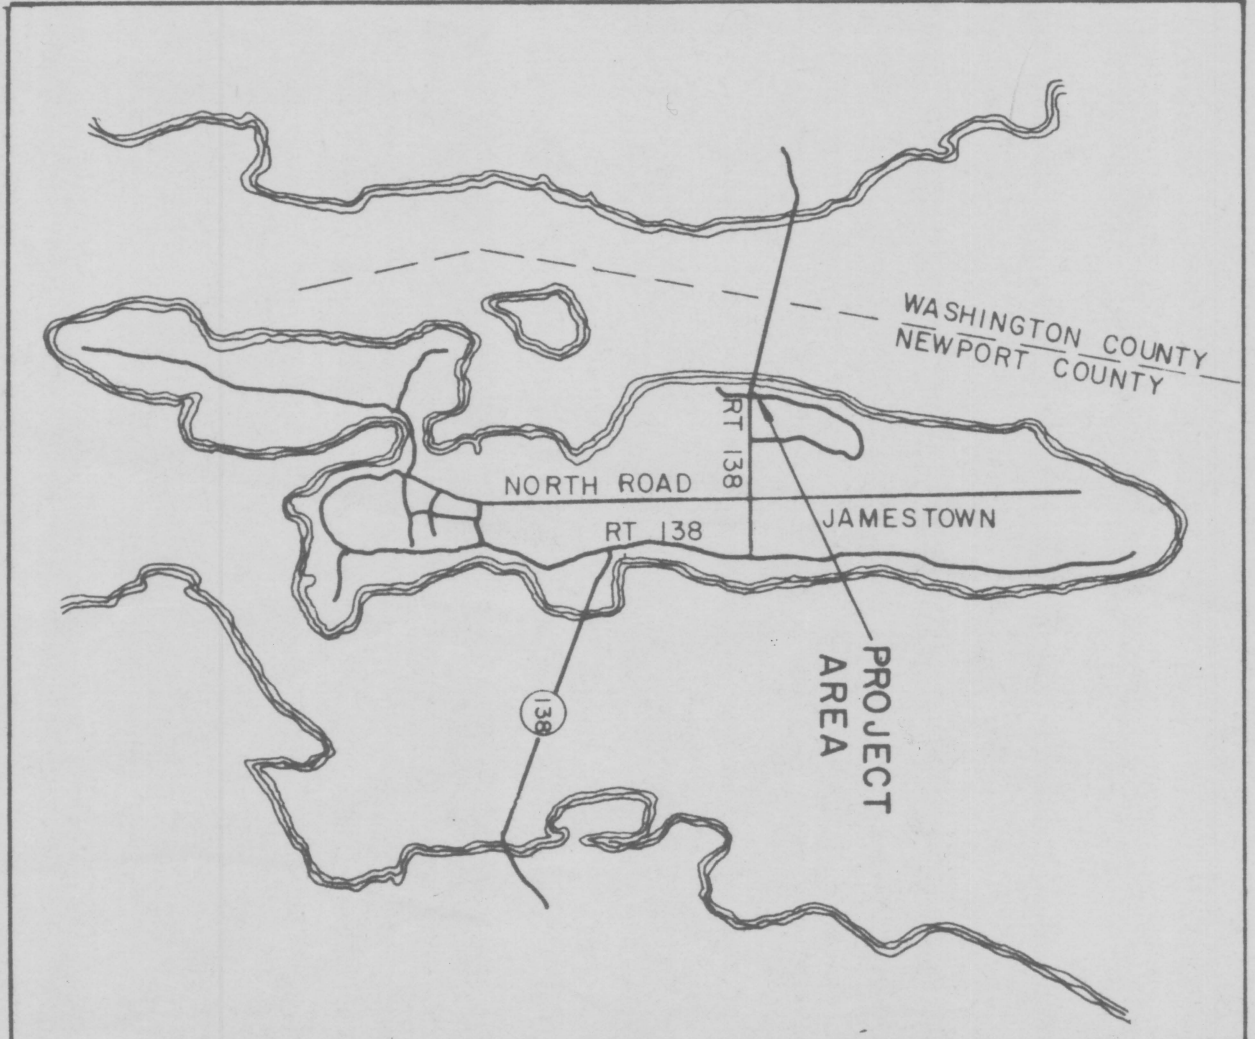 WASHINGTON COUNTY
NEWPORT COUNTY
RT 138
NORTH ROAD
JAMESTOWN
RT 138
PROJECT
AREA
138